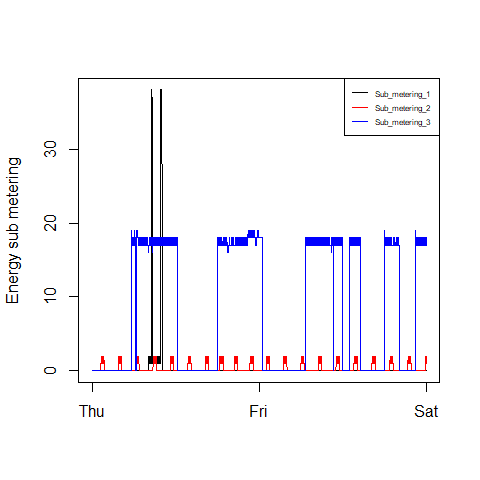 Sub_metering_1
Sub_metering_2
Sub_metering_3
Energy sub metering
30
20
10
0
Thu Fri Sat